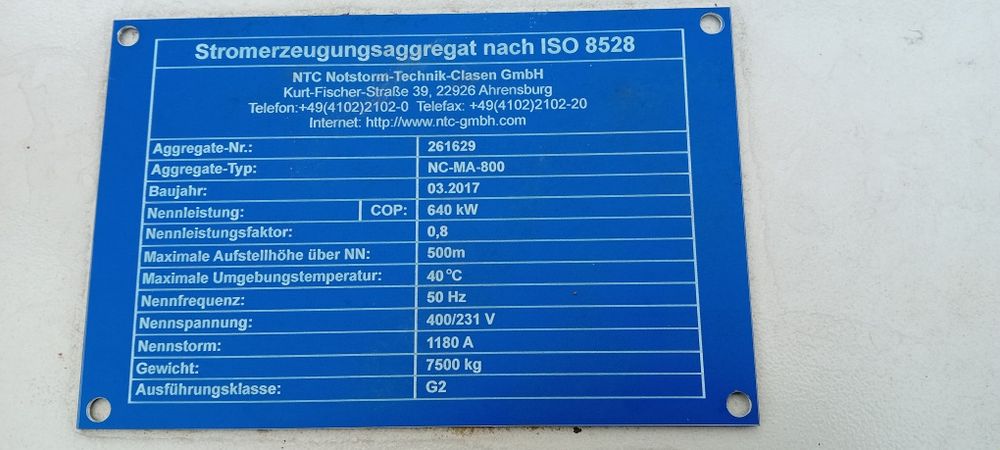 Stromerzeugungsaggregat nach ISO 8528
NTC Notstorm-Technik-Clasen GmbH
Kurt-Fischer-Straße 39, 22926 Ahrensburg
Telefon:+49(4102)2102-0 Telefax: +49(4102)2102-20
Internet: http://www.ntc-gmbh.com
Aggregate-Nr.: 261629
Aggregate-Typ: NC-MA-800
Baujahr: 03.2017
Nennleistung: COP: 640 kW
Nennleistungsfaktor: 0,8
Maximale Aufstellhöhe über NN: 500m
Maximale Umgebungstemperatur: 40 °C
Nennfrequenz: 50 Hz
Nennspannung: 400/231 V
Nennstorm: 1180 A
Gewicht: 7500 kg
Ausführungsklasse: G2